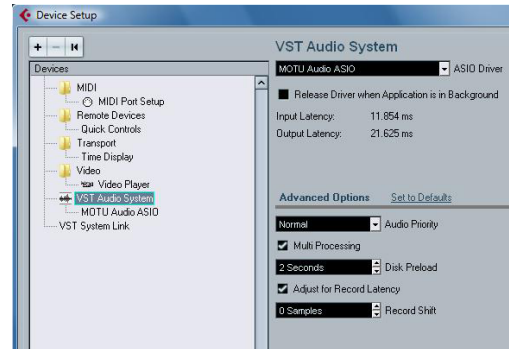 Device Setup
Devices
MIDI
MIDI Port Setup
Remote Devices
Quick Controls
Transport
Time Display
Video
Video Player
VST Audio System
MOTU Audio ASIO
VST System Link
VST Audio System
MOTU Audio ASIO ASIO Driver
Release Driver when Application is in Background
Input Latency: 11.854 ms
Output Latency: 21.625 ms
Advanced Options Set to Defaults
Normal Audio Priority
Multi Processing
2 Seconds Disk Preload
Adjust for Record Latency
0 Samples Record Shift